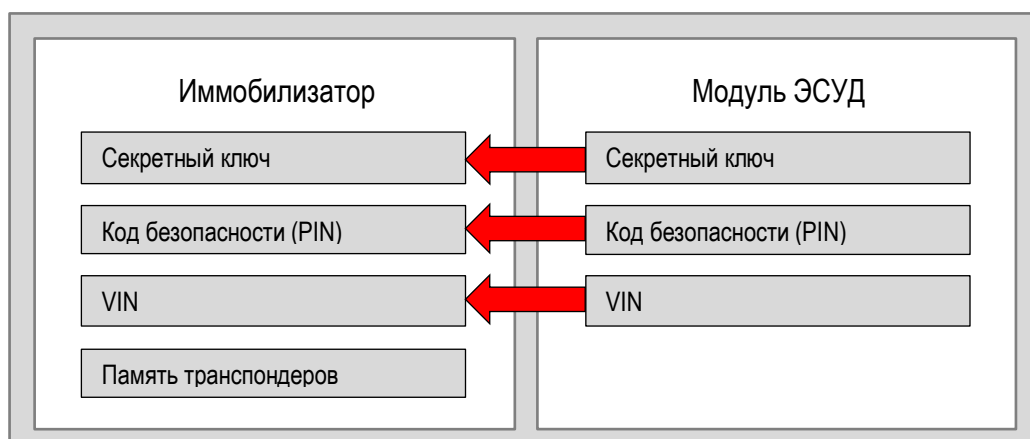 Иммобилизатор
Секретный ключ
Код безопасности (PIN)
VIN
Память транспондеров
Модуль ЭСУД
Секретный ключ
Код безопасности (PIN)
VIN